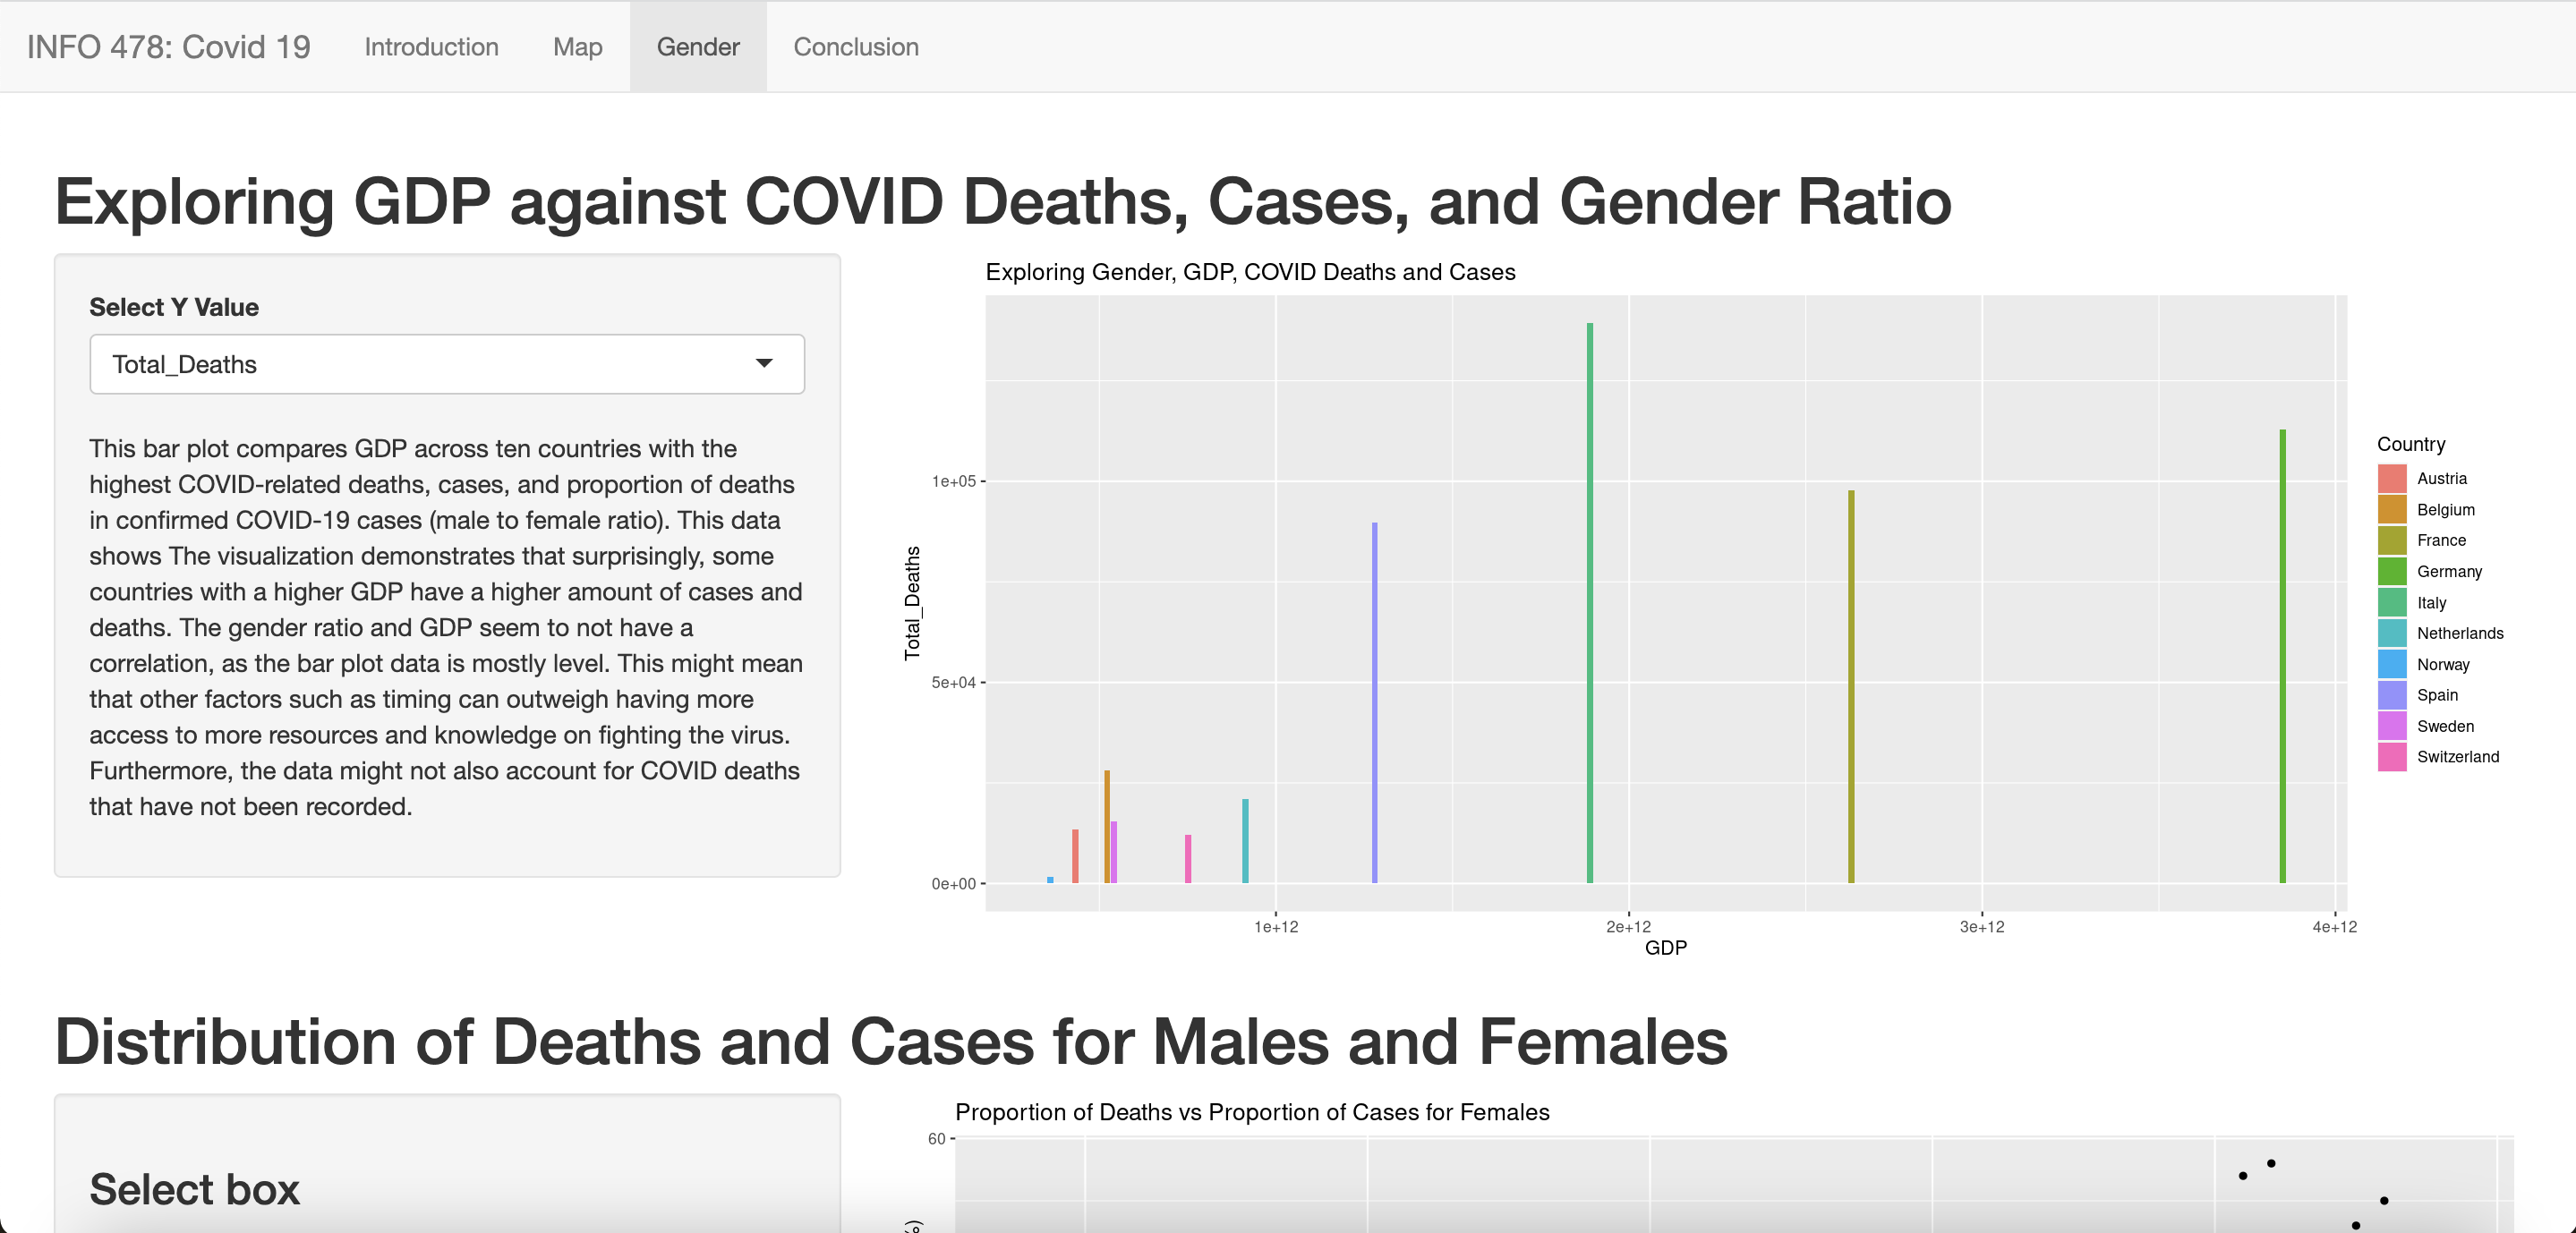 INFO 478: Covid 19 Introduction Map Gender Conclusion
Exploring GDP against COVID Deaths, Cases, and Gender Ratio
Select Y Value
Total_Deaths
This bar plot compares GDP across ten countries with the
highest COVID-related deaths, cases, and proportion of deaths
in confirmed COVID-19 cases (male to female ratio). This data
shows The visualization demonstrates that surprisingly, some
countries with a higher GDP have a higher amount of cases and
deaths. The gender ratio and GDP seem to not have a
correlation, as the bar plot data is mostly level. This might mean
that other factors such as timing can outweigh having more
access to more resources and knowledge on fighting the virus.
Furthermore, the data might not also account for COVID deaths
that have not been recorded.
Exploring Gender, GDP, COVID Deaths and Cases
Total_Deaths
1e+05
5e+04
0e+00
1e+12 2e+12 3e+12 4e+12
GDP
Country
Austria
Belgium
France
Germany
Italy
Netherlands
Norway
Spain
Sweden
Switzerland
Distribution of Deaths and Cases for Males and Females
Select box
Proportion of Deaths vs Proportion of Cases for Females
60